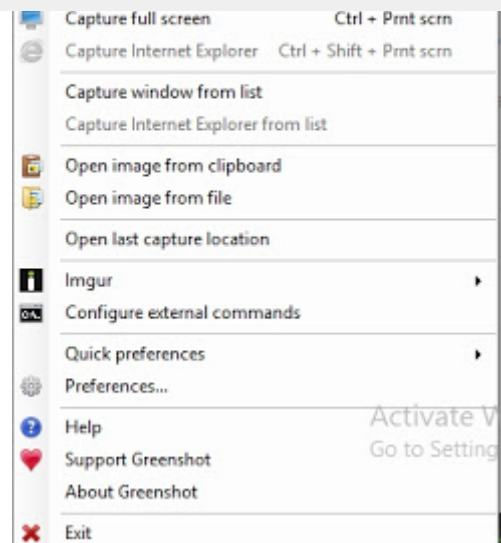 Capture full screen Ctrl + Prnt scrn
Capture Internet Explorer Ctrl + Shift + Prnt scrn
Capture window from list
Capture Internet Explorer from list
Open image from clipboard
Open image from file
Open last capture location
Imgur
Configure external commands
Quick preferences
Preferences...
Activate W
Help
Go to Setting
Support Greenshot
About Greenshot
Exit